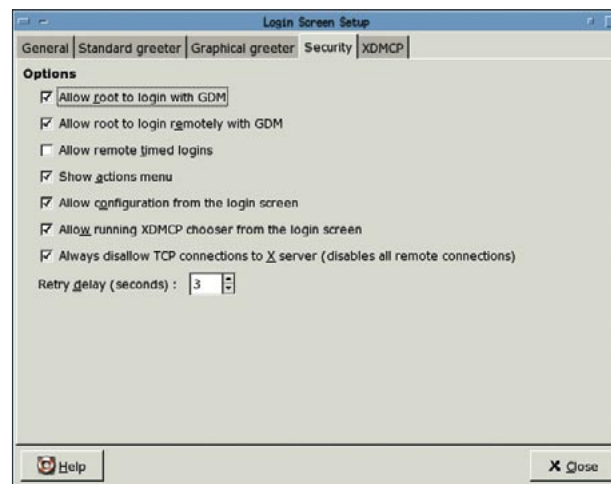 Login Screen Setup
General Standard greeter Graphical greeter Security XDMCP
Options
Allow root to login with GDM
Allow root to login remotely with GDM
Allow remote timed logins
Show actions menu
Allow configuration from the login screen
Allow running XDMCP chooser from the login screen
Always disallow TCP connections to X server (disables all remote connections)
Retry delay (seconds) : 3
Help Close